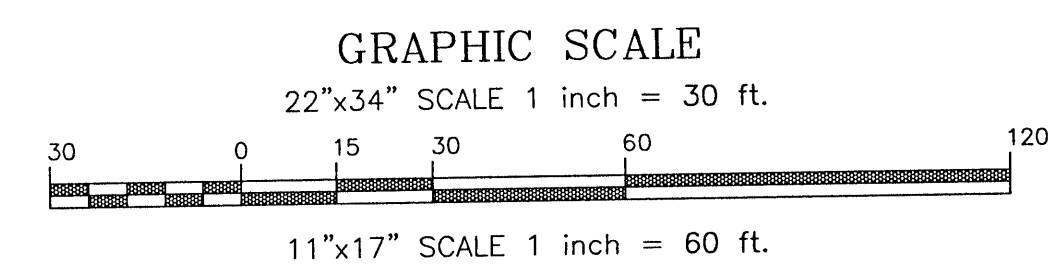 GRAPHIC SCALE
22"x34" SCALE 1 inch = 30 ft.
30 0 15 30 60 120
11"x17" SCALE 1 inch = 60 ft.